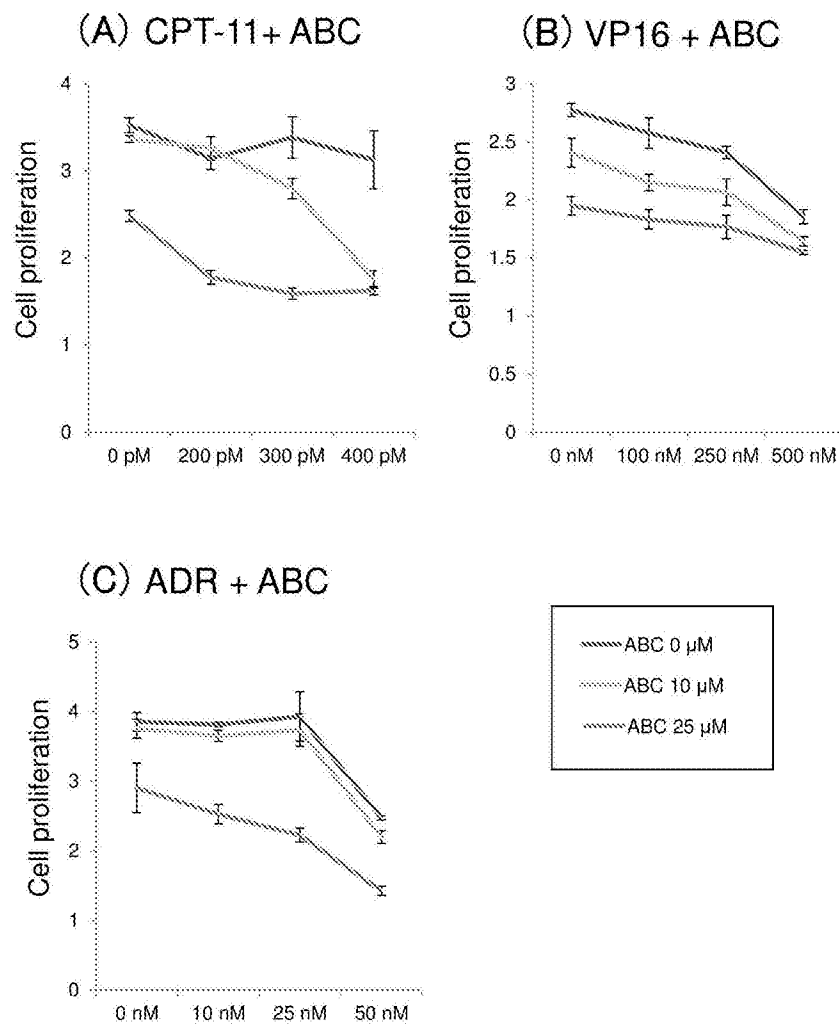 (A) CPT-11+ ABC
Cell proliferation
4
3
2
1
0
0 pM 200 pM 300 pM 400 pM
(B) VP16 + ABC
Cell proliferation
3
2.5
2
1.5
1
0.5
0
0 nM 100 nM 250 nM 500 nM
(C) ADR + ABC
Cell proliferation
5
4
3
2
1
0
0 nM 10 nM 25 nM 50 nM
ABC 0 µM
ABC 10 µM
ABC 25 µM